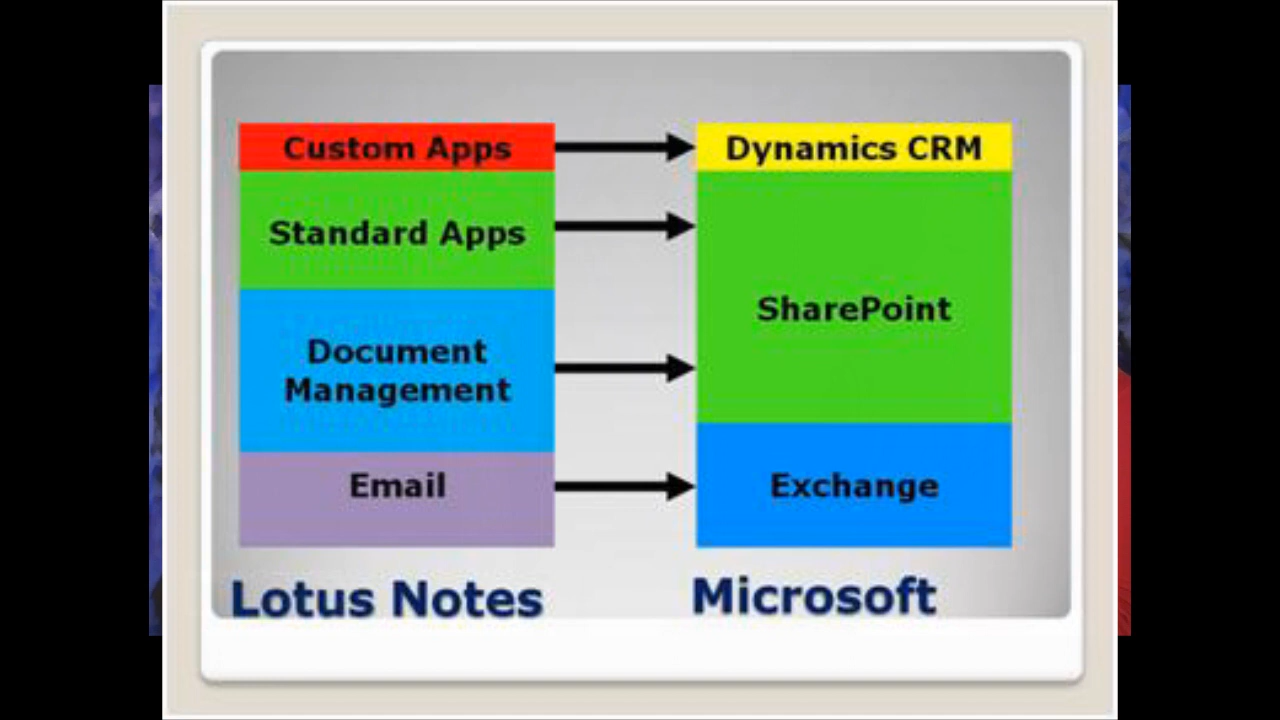 Custom Apps
Dynamics CRM
Standard Apps
SharePoint
Document
Management
Email
Exchange
Lotus Notes
Microsoft